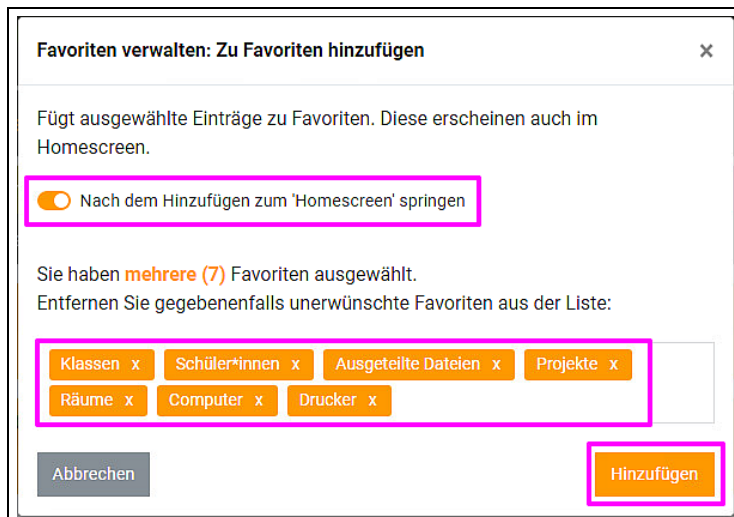 Favoriten verwalten: Zu Favoriten hinzufügen ×
Fügt ausgewählte Einträge zu Favoriten. Diese erscheinen auch im
Homescreen.
Nach dem Hinzufügen zum 'Homescreen' springen
Sie haben mehrere (7) Favoriten ausgewählt.
Entfernen Sie gegebenenfalls unerwünschte Favoriten aus der Liste:
Klassen x Schüler*innen x Ausgeteilte Dateien x Projekte x
Räume x Computer x Drucker x
Abbrechen Hinzufügen